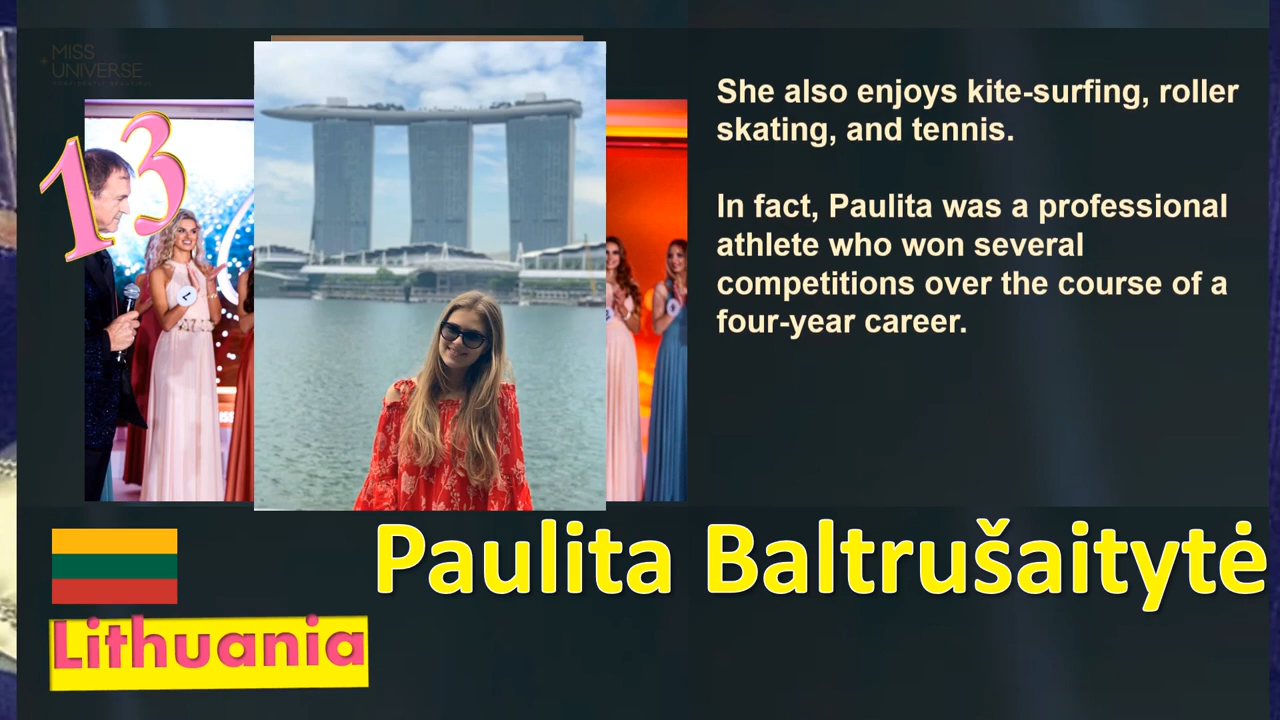 MISS
UNIVERSE
13
She also enjoys kite-surfing, roller
skating, and tennis.
In fact, Paulita was a professional
athlete who won several
competitions over the course of a
four-year career.
Paulita Baltrušaitytė
Lithuania